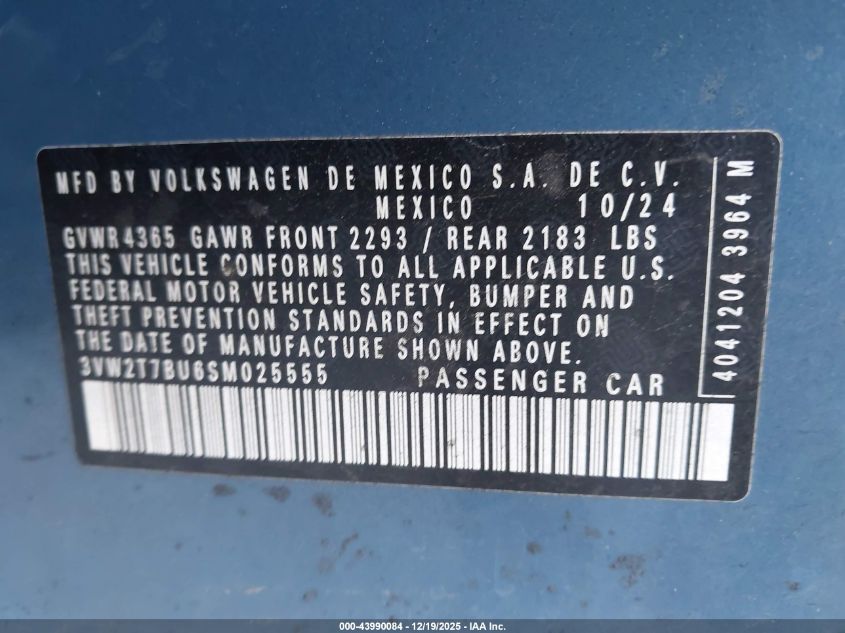 MFD BY VOLKSWAGEN DE MEXICO S.A. DE C.V.
MEXICO 10/24
GVWR 4365 GAWR FRONT 2293 / REAR 2183 LBS
THIS VEHICLE CONFORMS TO ALL APPLICABLE U.S.
FEDERAL MOTOR VEHICLE SAFETY, BUMPER AND
THEFT PREVENTION STANDARDS IN EFFECT ON
THE DATE OF MANUFACTURE SHOWN ABOVE.
3VW2T7BU6SM025555 PASSENGER CAR
4041204 3964 M
000-43990084 - 12/19/2025 - IAA Inc.